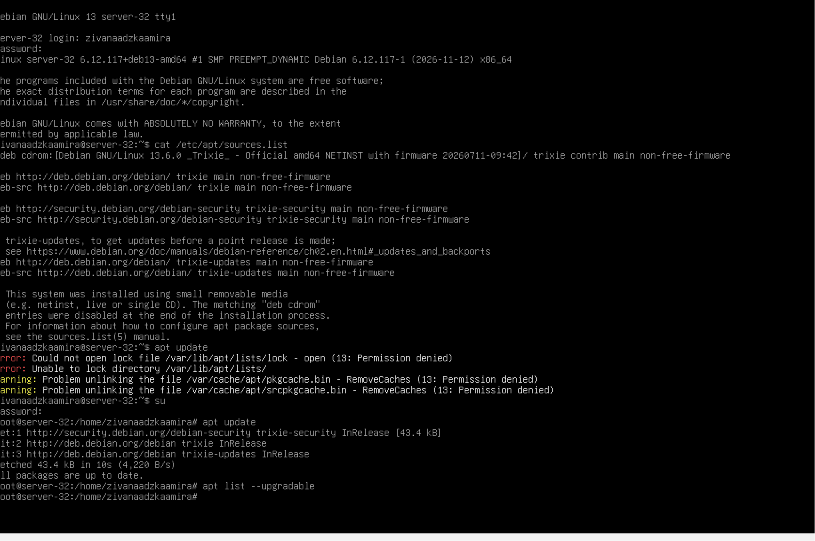 ebian GNU/Linux 13 server-32 tty1
erver-32 login: zivanaadzkaamira
assword:
inux server-32 6.12.117+deb13-amd64 #1 SMP PREEMPT_DYNAMIC Debian 6.12.117-1 (2026-11-12) x86_64
he programs included with the Debian GNU/Linux system are free software;
he exact distribution terms for each program are described in the
ndividual files in /usr/share/doc/*/copyright.
ebian GNU/Linux comes with ABSOLUTELY NO WARRANTY, to the extent
ermitted by applicable law.
ivanaadzkaamira@server-32:~$ cat /etc/apt/sources.list
deb cdrom:[Debian GNU/Linux 13.6.0 _Trixie_ - Official amd64 NETINST with firmware 20260711-09:42]/ trixie contrib main non-free-firmware
eb http://deb.debian.org/debian/ trixie main non-free-firmware
eb-src http://deb.debian.org/debian/ trixie main non-free-firmware
eb http://security.debian.org/debian-security trixie-security main non-free-firmware
eb-src http://security.debian.org/debian-security trixie-security main non-free-firmware
trixie-updates, to get updates before a point release is made;
see https://www.debian.org/doc/manuals/debian-reference/ch02.en.html#_updates_and_backports
eb http://deb.debian.org/debian/ trixie-updates main non-free-firmware
eb-src http://deb.debian.org/debian/ trixie-updates main non-free-firmware
This system was installed using small removable media
(e.g. netinst, live or single CD). The matching "deb cdrom"
entries were disabled at the end of the installation process.
For information about how to configure apt package sources,
see the sources.list(5) manual.
ivanaadzkaamira@server-32:~$ apt update
rror: Could not open lock file /var/lib/apt/lists/lock - open (13: Permission denied)
rror: Unable to lock directory /var/lib/apt/lists/
arning: Problem unlinking the file /var/cache/apt/pkgcache.bin - RemoveCaches (13: Permission denied)
arning: Problem unlinking the file /var/cache/apt/srcpkgcache.bin - RemoveCaches (13: Permission denied)
ivanaadzkaamira@server-32:~$ su
assword:
oot@server-32:/home/zivanaadzkaamira# apt update
et:1 http://security.debian.org/debian-security trixie-security InRelease [43.4 kB]
it:2 http://deb.debian.org/debian trixie InRelease
it:3 http://deb.debian.org/debian trixie-updates InRelease
etched 43.4 kB in 10s (4,220 B/s)
ll packages are up to date.
oot@server-32:/home/zivanaadzkaamira# apt list --upgradable
oot@server-32:/home/zivanaadzkaamira#